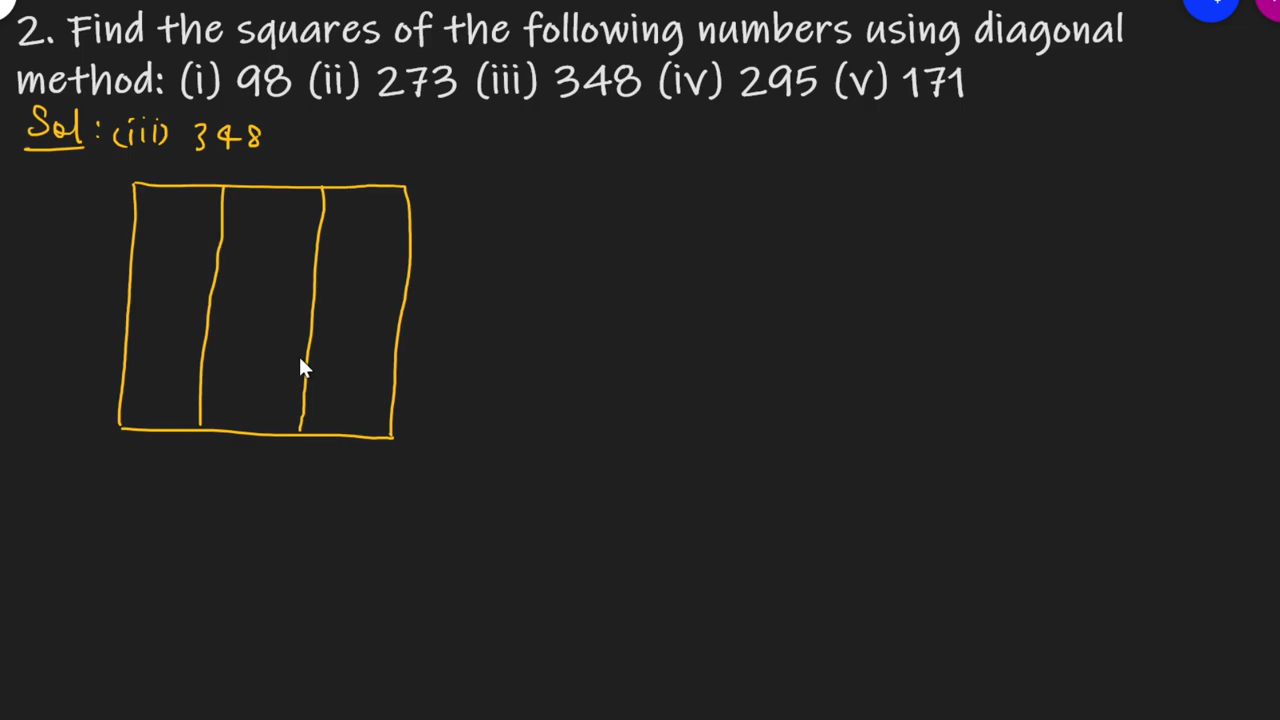 2. Find the squares of the following numbers using diagonal
method: (i) 98 (ii) 273 (iii) 348 (iv) 295 (v) 171
Sol : (iii) 348